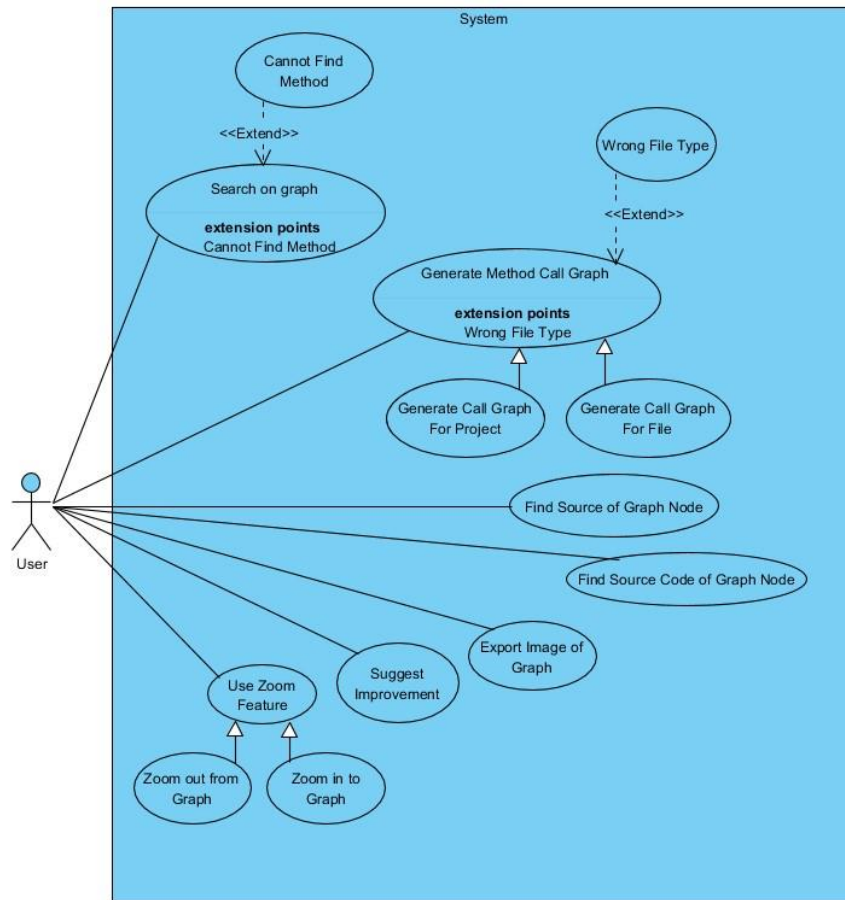 System
Cannot Find
Method
<<Extend>>
Wrong File Type
Search on graph
extension points
Cannot Find Method
<<Extend>>
Generate Method Call Graph
extension points
Wrong File Type
Generate Call Graph
For Project
Generate Call Graph
For File
Find Source of Graph Node
User
Find Source Code of Graph Node
Export Image of
Graph
Suggest
Improvement
Use Zoom
Feature
Zoom out from
Graph
Zoom in to
Graph